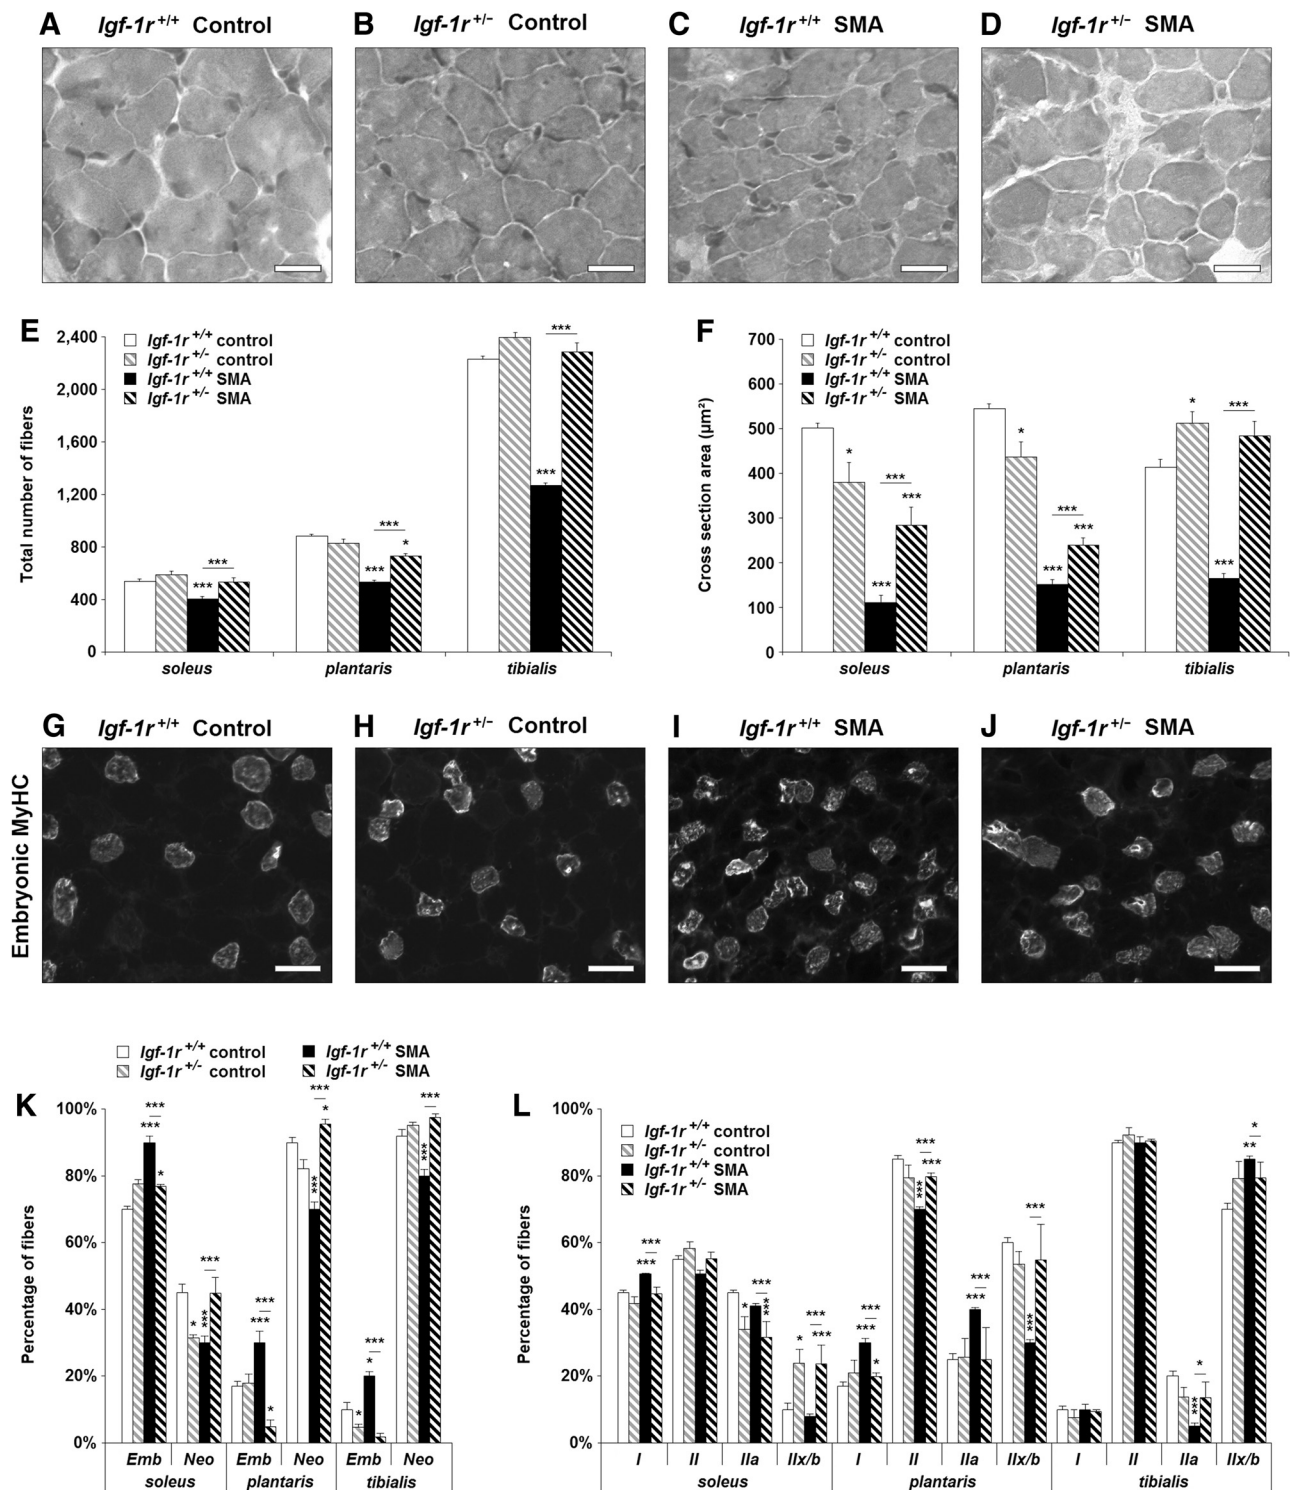 A Igf-1r +/+ Control
B Igf-1r +/− Control
C Igf-1r +/+ SMA
D Igf-1r +/− SMA
E
Total number of fibers
2,400
2,000
1,600
1,200
800
400
0
Igf-1r +/+ control
Igf-1r +/- control
Igf-1r +/+ SMA
Igf-1r +/- SMA
*** *** *** *** * *** ***
soleus plantaris tibialis
F
Cross section area (µm²)
700
600
500
400
300
200
100
0
Igf-1r +/+ control
Igf-1r +/- control
Igf-1r +/+ SMA
Igf-1r +/- SMA
* *** *** *** * *** *** *** * *** ***
soleus plantaris tibialis
G Igf-1r +/+ Control
H Igf-1r +/− Control
I Igf-1r +/+ SMA
J Igf-1r +/− SMA
Embryonic MyHC
Igf-1r +/+ control
Igf-1r +/- control
Igf-1r +/+ SMA
Igf-1r +/- SMA
K
Percentage of fibers
100%
80%
60%
40%
20%
0%
*** *** * * *** *** *** *** * *** *** * * * *** *** ***
Emb Neo Emb Neo Emb Neo
soleus plantaris tibialis
L
Percentage of fibers
100%
80%
60%
40%
20%
0%
Igf-1r +/+ control
Igf-1r +/- control
Igf-1r +/+ SMA
Igf-1r +/- SMA
*** *** * *** *** * *** *** *** *** * *** *** *** *** *** *** *** *** * ** *
I II IIa IIx/b I II IIa IIx/b I II IIa IIx/b
soleus plantaris tibialis